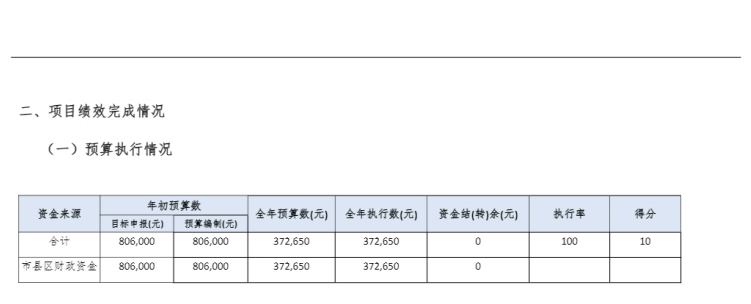 二、项目绩效完成情况
（一）预算执行情况
资金来源 年初预算数 全年预算数(元) 全年执行数(元) 资金结(转)余(元) 执行率 得分
目标申报(元) 预算编制(元)
合计 806,000 806,000 372,650 372,650 0 100 10
市县区财政资金 806,000 806,000 372,650 372,650 0